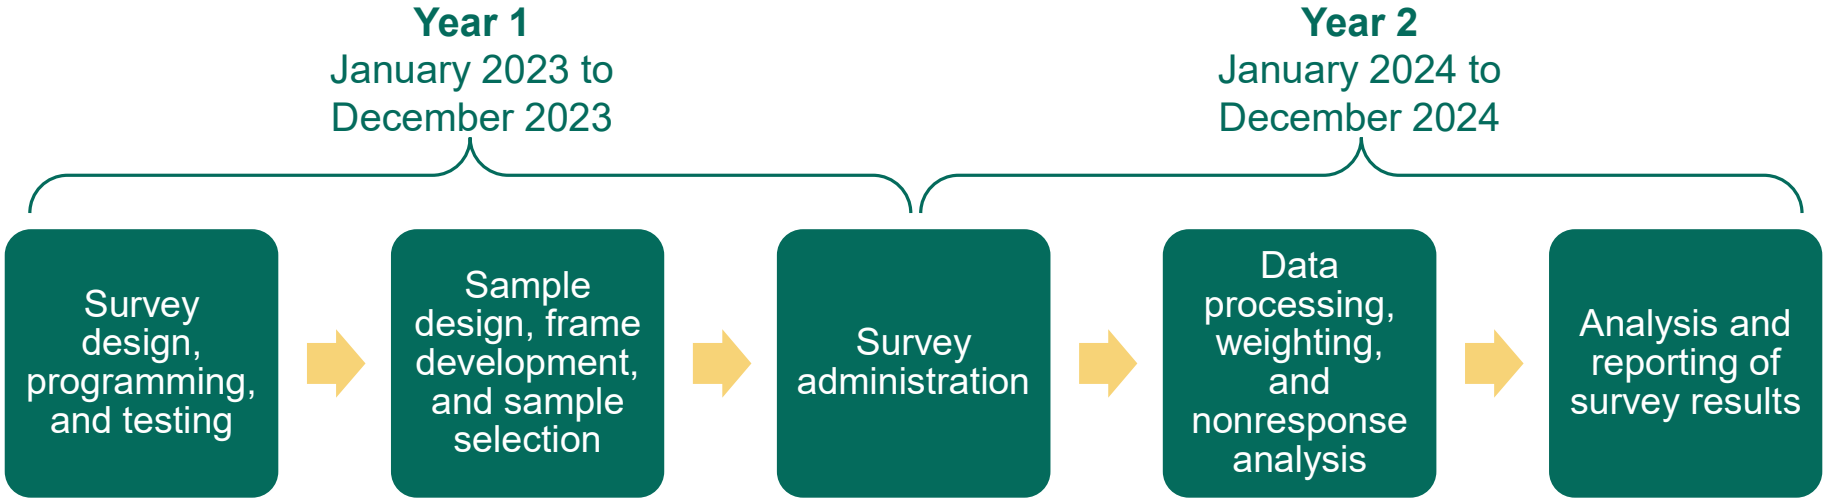 Year 1
January 2023 to
December 2023
Year 2
January 2024 to
December 2024
Survey
design,
programming,
and testing
Sample
design, frame
development,
and sample
selection
Survey
administration
Data
processing,
weighting,
and
nonresponse
analysis
Analysis and
reporting of
survey results